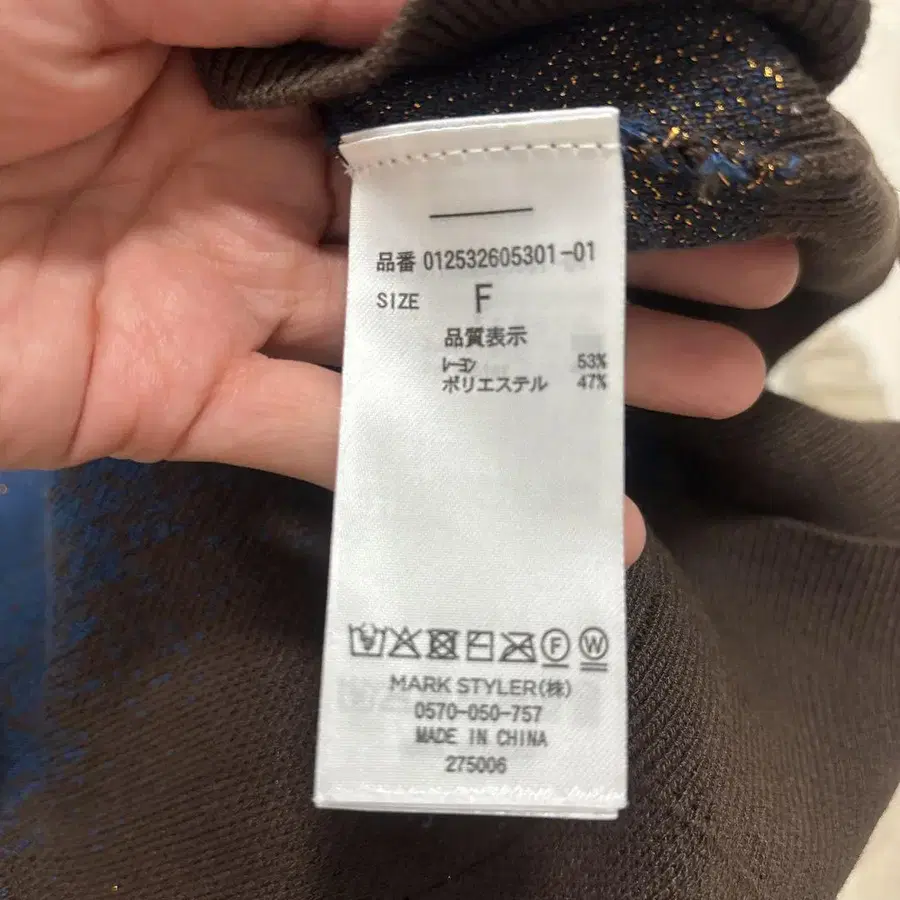 品番 012532605301-01
SIZE F
品質表示
レーヨン 53%
ポリエステル 47%
F W
MARK STYLER(株)
0570-050-757
MADE IN CHINA
275006